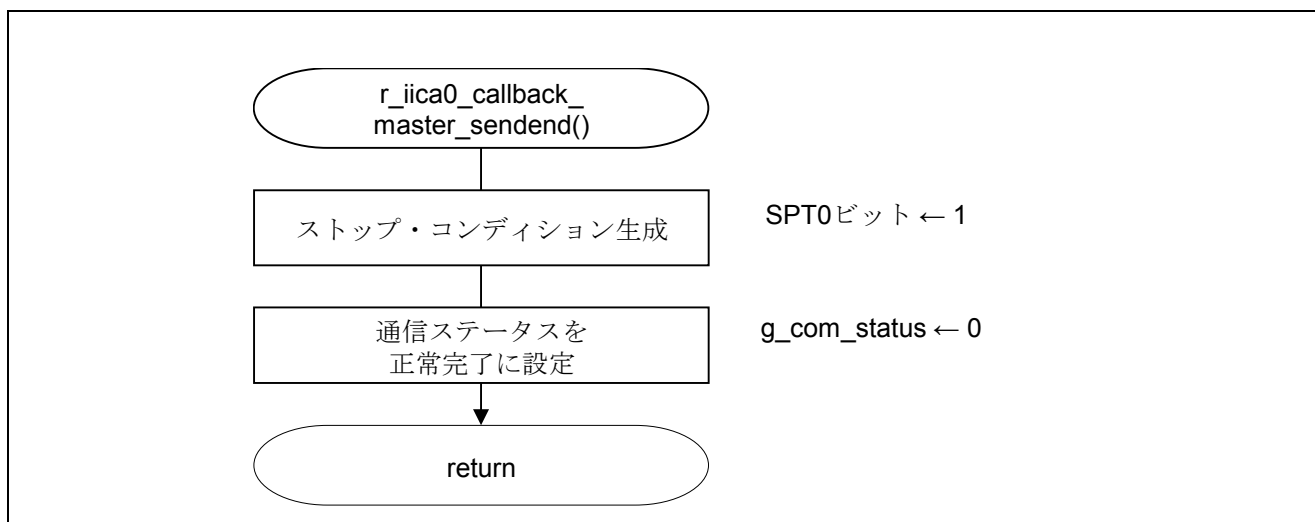 r_iica0_callback_
master_sendend()
ストップ・コンディション生成
SPT0ビット ← 1
通信ステータスを
正常完了に設定
g_com_status ← 0
return